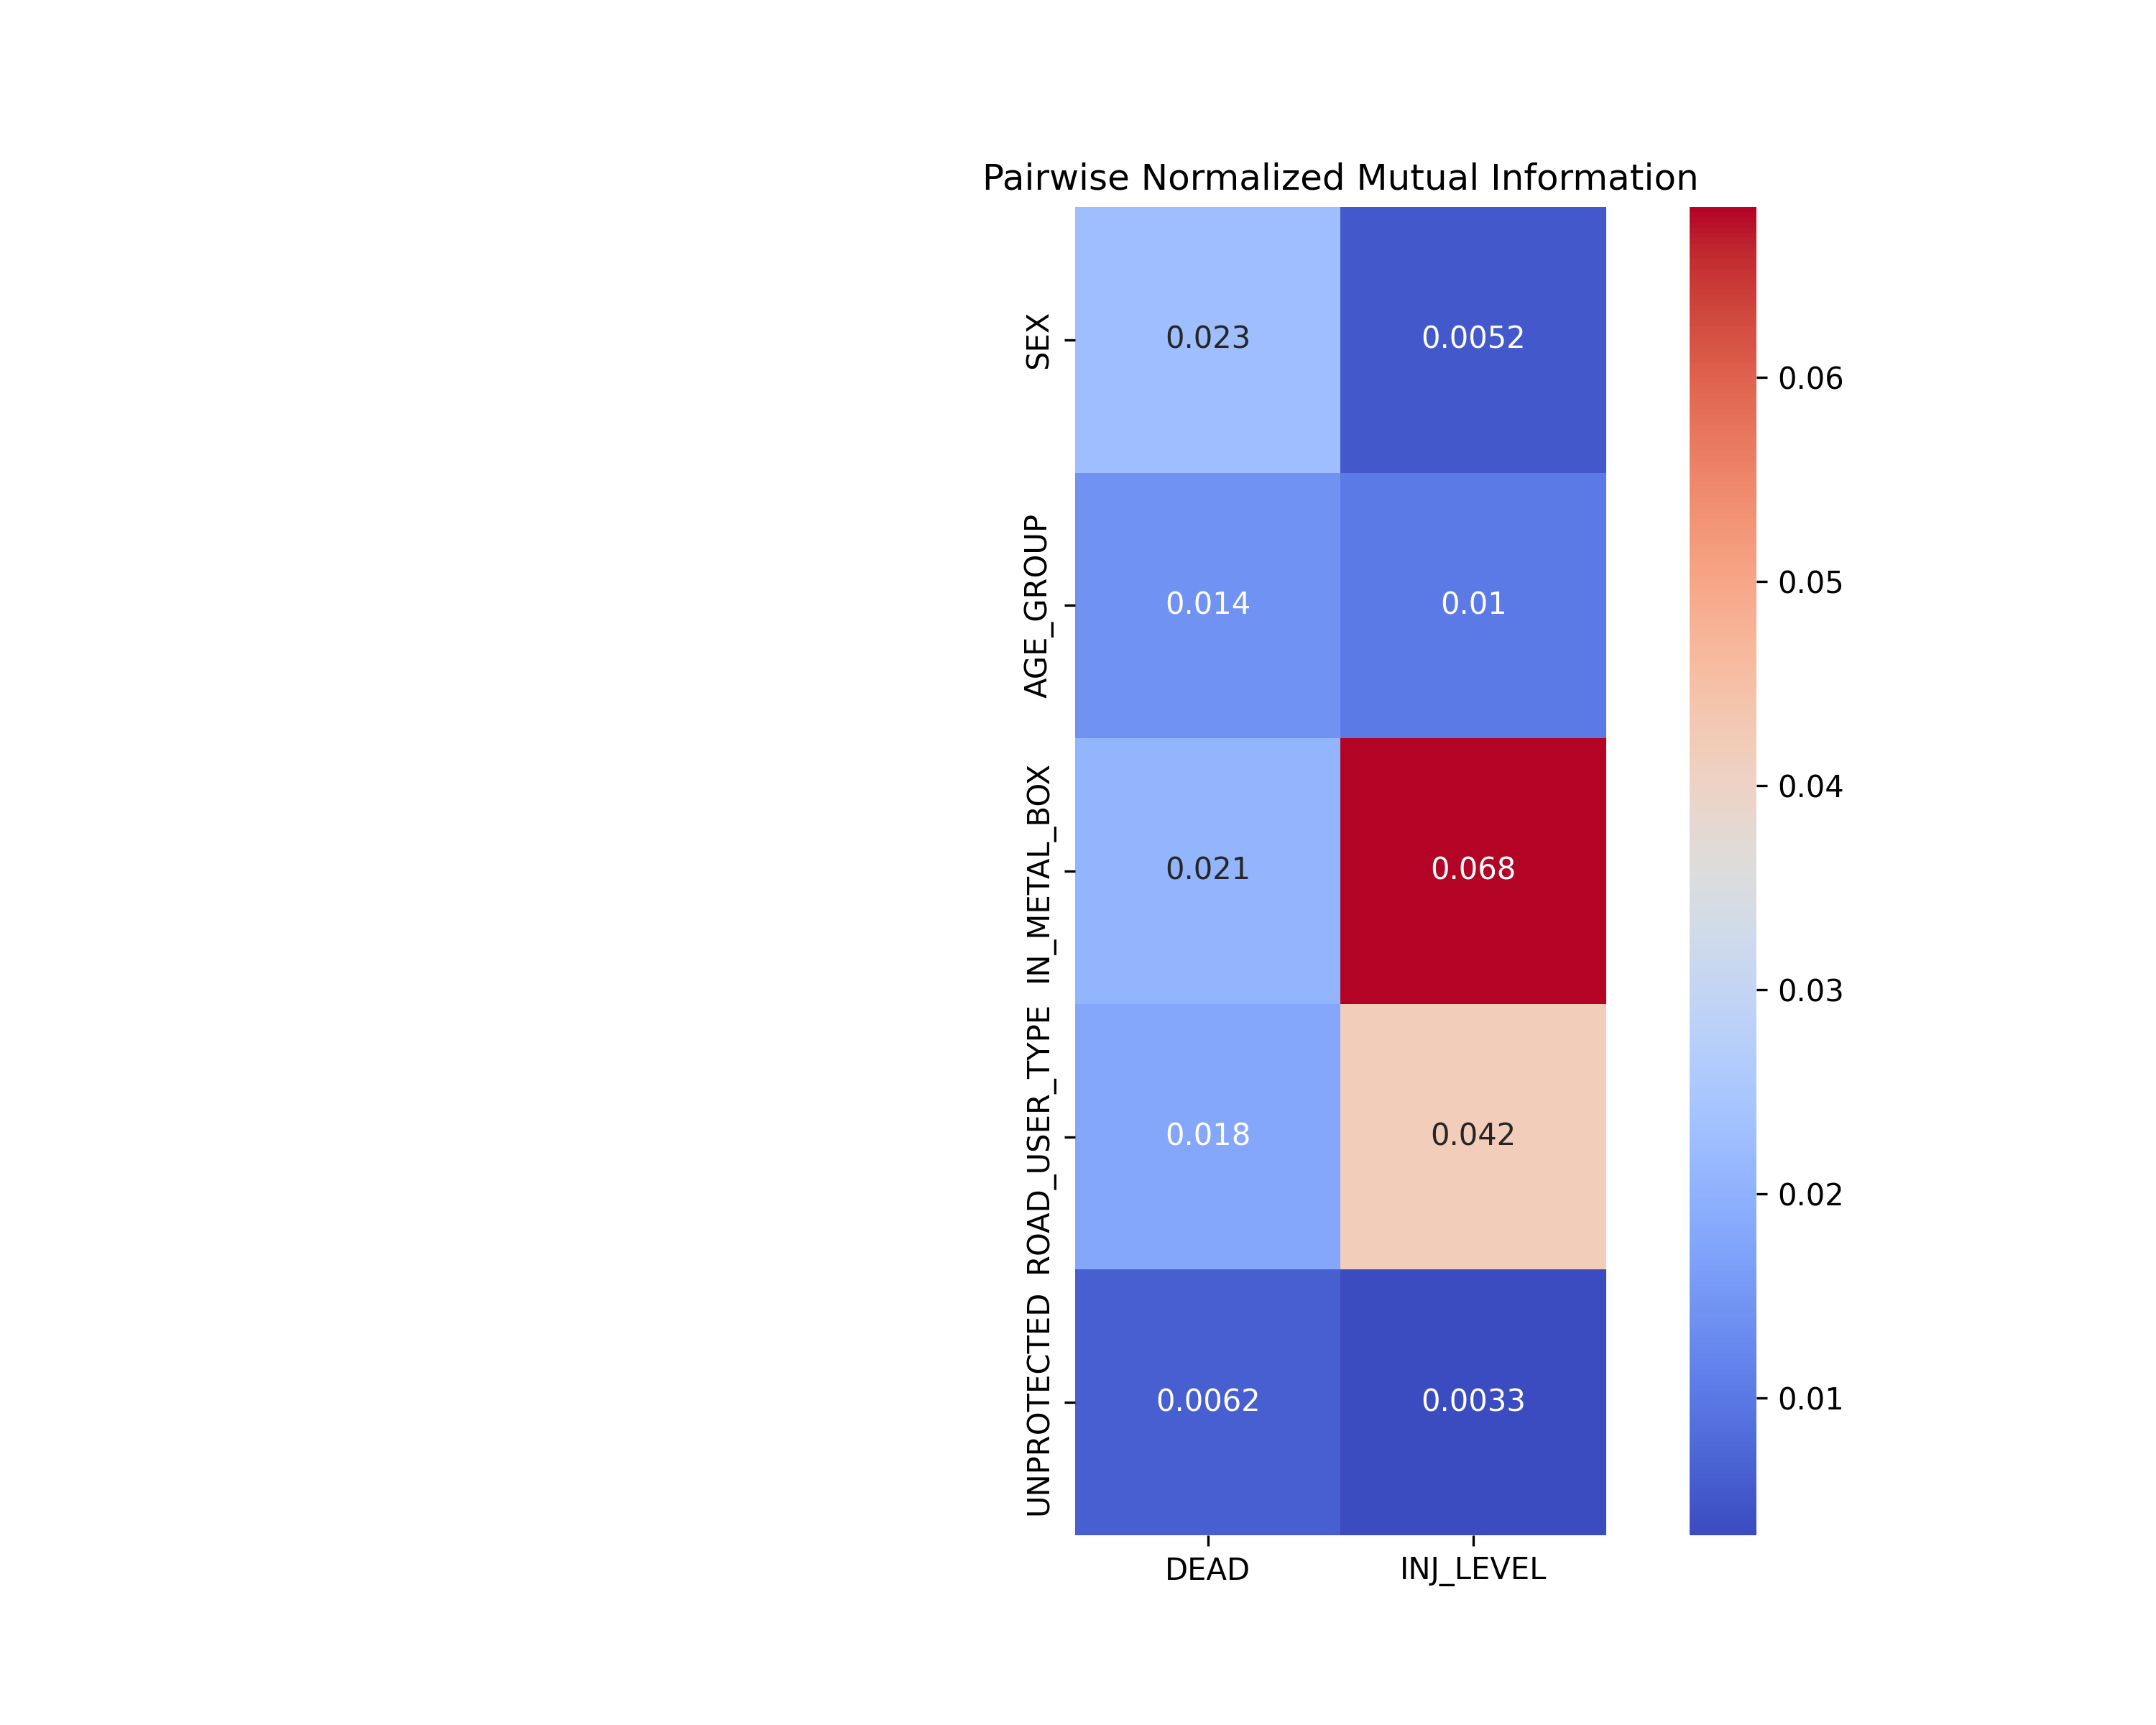 Pairwise Normalized Mutual Information
SEX
0.023
0.0052
AGE_GROUP
0.014
0.01
IN_METAL_BOX
0.021
0.068
ROAD_USER_TYPE
0.018
0.042
UNPROTECTED
0.0062
0.0033
DEAD
INJ_LEVEL
0.06
0.05
0.04
0.03
0.02
0.01